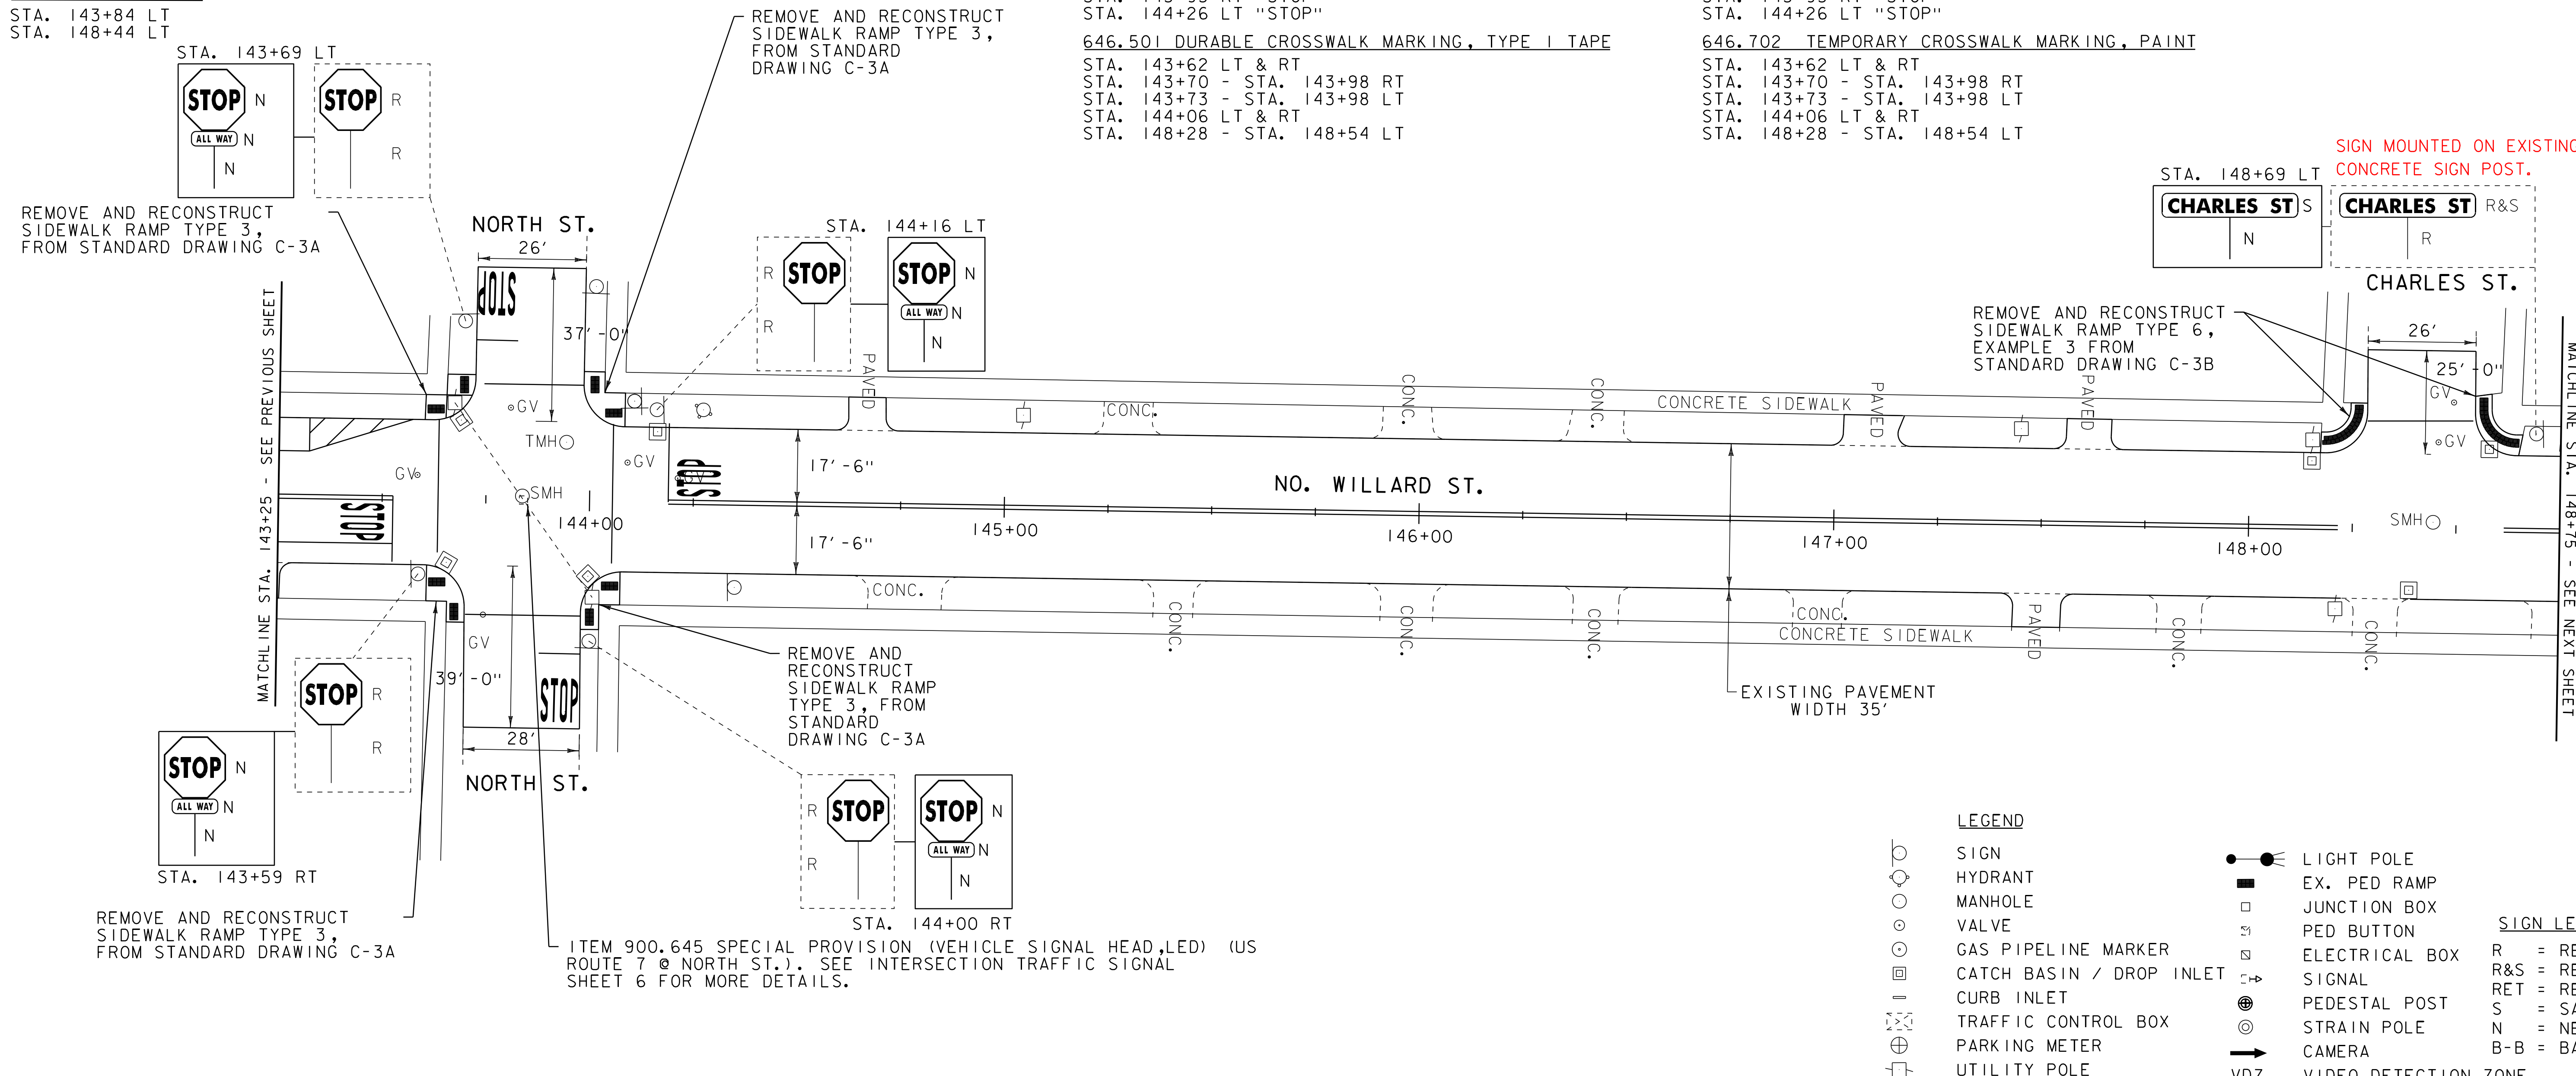 STA. 143+84 LT
STA. 148+44 LT
STA. 143+69 LT
STOP N
ALL WAY N
N
STOP R
R
REMOVE AND RECONSTRUCT
SIDEWALK RAMP TYPE 3,
FROM STANDARD DRAWING C-3A
REMOVE AND RECONSTRUCT
SIDEWALK RAMP TYPE 3,
FROM STANDARD
DRAWING C-3A
STA. 144+26 LT "STOP"
646.501 DURABLE CROSSWALK MARKING, TYPE I TAPE
STA. 143+62 LT & RT
STA. 143+70 - STA. 143+98 RT
STA. 143+73 - STA. 143+98 LT
STA. 144+06 LT & RT
STA. 148+28 - STA. 148+54 LT
STA. 144+26 LT "STOP"
646.702 TEMPORARY CROSSWALK MARKING, PAINT
STA. 143+62 LT & RT
STA. 143+70 - STA. 143+98 RT
STA. 143+73 - STA. 143+98 LT
STA. 144+06 LT & RT
STA. 148+28 - STA. 148+54 LT
SIGN MOUNTED ON EXISTING
CONCRETE SIGN POST.
STA. 148+69 LT
CHARLES ST S
N
CHARLES ST R&S
R
CHARLES ST.
26'
25'-0"
REMOVE AND RECONSTRUCT
SIDEWALK RAMP TYPE 6,
EXAMPLE 3 FROM
STANDARD DRAWING C-3B
NORTH ST.
26'
STOP
37'-0"
STA. 144+16 LT
R STOP
R
STOP N
ALL WAY N
N
MATCHLINE STA. 143+25 - SEE PREVIOUS SHEET
MATCHLINE STA. 148+75 - SEE NEXT SHEET
PAVED
CONC.
CONC.
CONC.
CONCRETE SIDEWALK
PAVED
PAVED
GV
GV
GV
TMH
GV
GV
GV
STOP
STOP
SMH
SMH
17'-6"
17'-6"
NO. WILLARD ST.
144+00
145+00
146+00
147+00
148+00
CONC.
CONC.
CONC.
CONC.
CONC.
CONCRETE SIDEWALK
PAVED
CONC.
CONC.
GV
39'-0"
STOP
28'
NORTH ST.
EXISTING PAVEMENT
WIDTH 35'
REMOVE AND
RECONSTRUCT
SIDEWALK RAMP
TYPE 3, FROM
STANDARD
DRAWING C-3A
STOP R
R
STOP N
ALL WAY N
N
STA. 143+59 RT
REMOVE AND RECONSTRUCT
SIDEWALK RAMP TYPE 3,
FROM STANDARD DRAWING C-3A
R STOP
R
STOP N
ALL WAY N
N
STA. 144+00 RT
ITEM 900.645 SPECIAL PROVISION (VEHICLE SIGNAL HEAD,LED) (US
ROUTE 7 @ NORTH ST.). SEE INTERSECTION TRAFFIC SIGNAL
SHEET 6 FOR MORE DETAILS.
LEGEND
SIGN
HYDRANT
MANHOLE
VALVE
GAS PIPELINE MARKER
CATCH BASIN / DROP INLET
CURB INLET
TRAFFIC CONTROL BOX
PARKING METER
UTILITY POLE
LIGHT POLE
EX. PED RAMP
JUNCTION BOX
PED BUTTON
ELECTRICAL BOX
SIGNAL
PEDESTAL POST
STRAIN POLE
CAMERA
VDZ VIDEO DETECTION ZONE
SIGN LE
R = RE
R&S = RE
RET = RE
S = SA
N = NE
B-B = BA